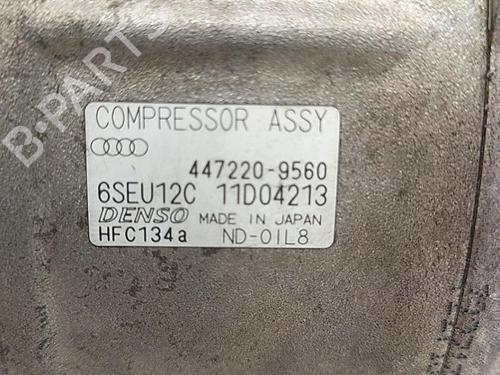 B-PARTS
COMPRESSOR ASSY
447220-9560
6SEU12C 11D04213
DENSO MADE IN JAPAN
HFC134a ND-OIL8